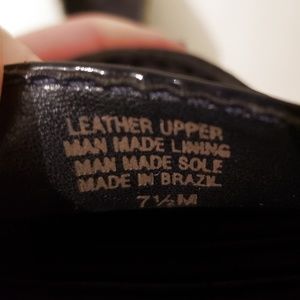 LEATHER UPPER
MAN MADE LINING
MAN MADE SOLE
MADE IN BRAZIL
7½M